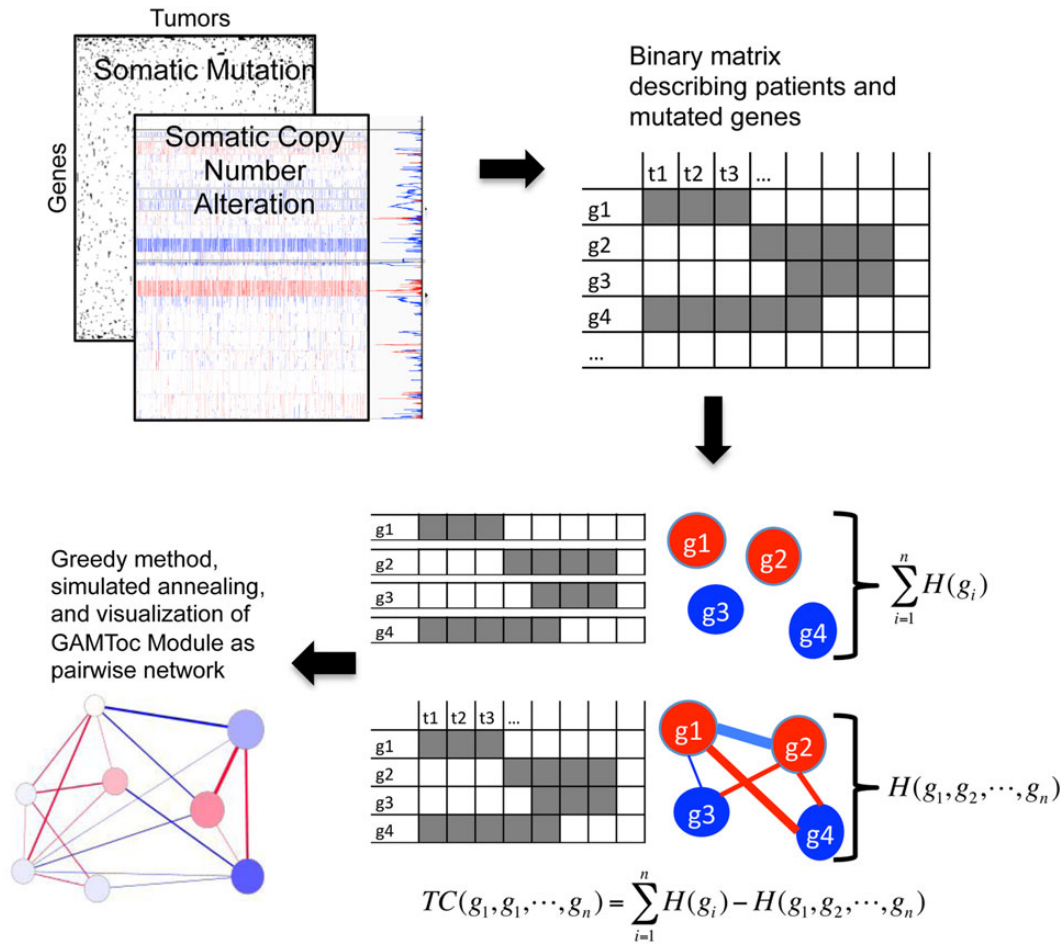 Tumors
Genes
Somatic Mutation
Somatic Copy
Number
Alteration
Binary matrix
describing patients and
mutated genes
t1 t2 t3 ...
g1
g2
g3
g4
...
g1
g2
g3
g4
g1
g2
g3
g4
\sum_{i=1}^{n} H(g_i)
t1 t2 t3 ...
g1
g2
g3
g4
g1
g2
g3
g4
H(g_1, g_2, ⋯, g_n)
TC(g_1, g_1, ⋯, g_n) = \sum_{i=1}^{n} H(g_i) − H(g_1, g_2, ⋯, g_n)
Greedy method,
simulated annealing,
and visualization of
GAMToc Module as
pairwise network